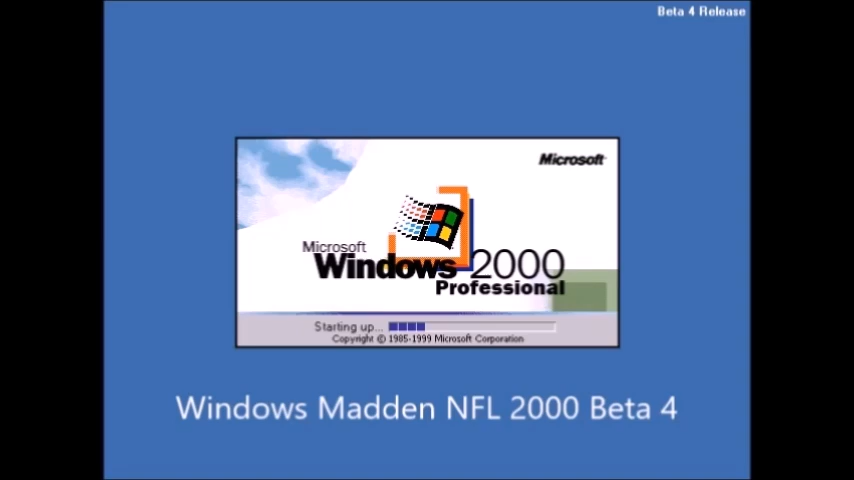 Beta 4 Release
Microsoft
Microsoft
Windows 2000
Professional
Starting up...
Copyright © 1985-1999 Microsoft Corporation
Windows Madden NFL 2000 Beta 4